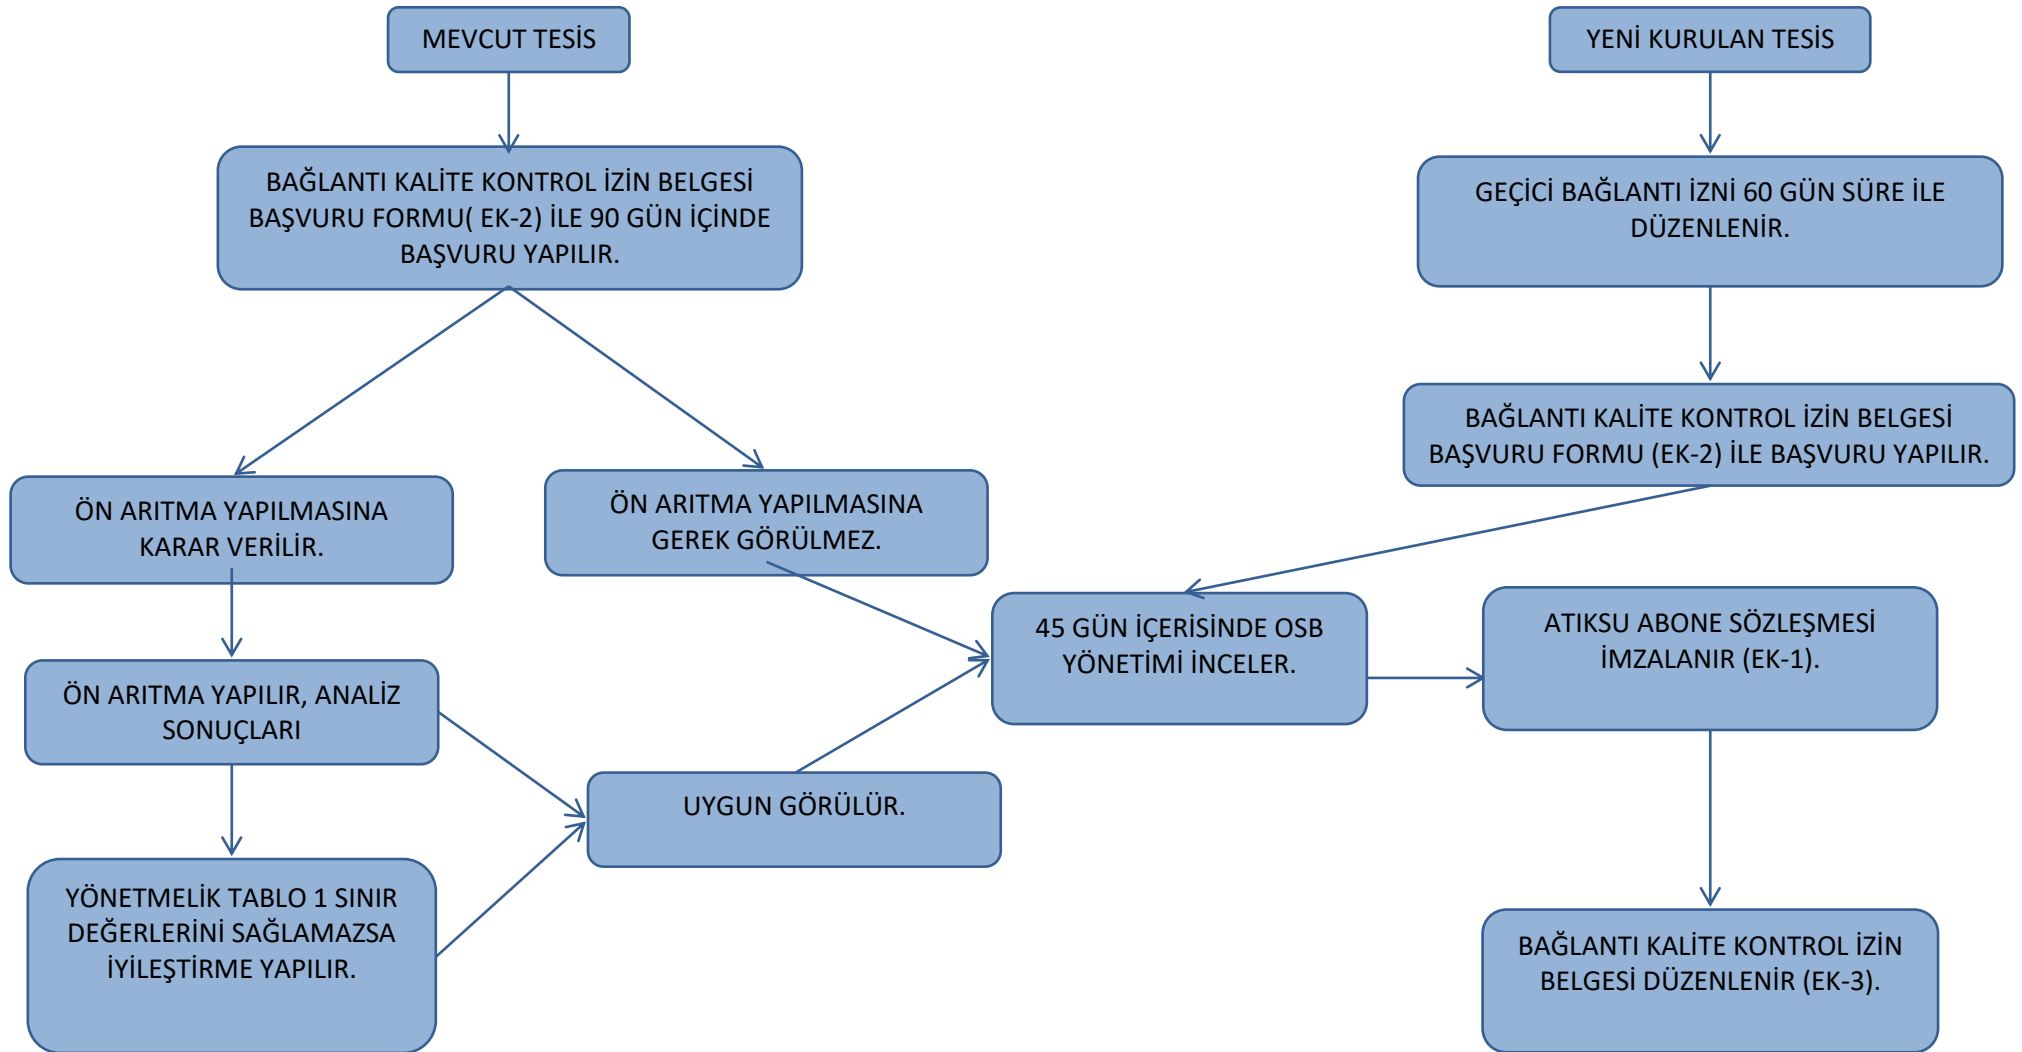 MEVCUT TESİS
YENİ KURULAN TESİS
BAĞLANTI KALİTE KONTROL İZİN BELGESİ
BAŞVURU FORMU( EK-2) İLE 90 GÜN İÇİNDE
BAŞVURU YAPILIR.
GEÇİCİ BAĞLANTI İZNİ 60 GÜN SÜRE İLE
DÜZENLENİR.
BAĞLANTI KALİTE KONTROL İZİN BELGESİ
BAŞVURU FORMU (EK-2) İLE BAŞVURU YAPILIR.
ÖN ARITMA YAPILMASINA
KARAR VERİLİR.
ÖN ARITMA YAPILMASINA
GEREK GÖRÜLMEZ.
45 GÜN İÇERİSİNDE OSB
YÖNETİMİ İNCELER.
ATIKSU ABONE SÖZLEŞMESİ
İMZALANIR (EK-1).
ÖN ARITMA YAPILIR, ANALİZ
SONUÇLARI
UYGUN GÖRÜLÜR.
YÖNETMELİK TABLO 1 SINIR
DEĞERLERİNİ SAĞLAMAZSA
İYİLEŞTİRME YAPILIR.
BAĞLANTI KALİTE KONTROL İZİN
BELGESİ DÜZENLENİR (EK-3).